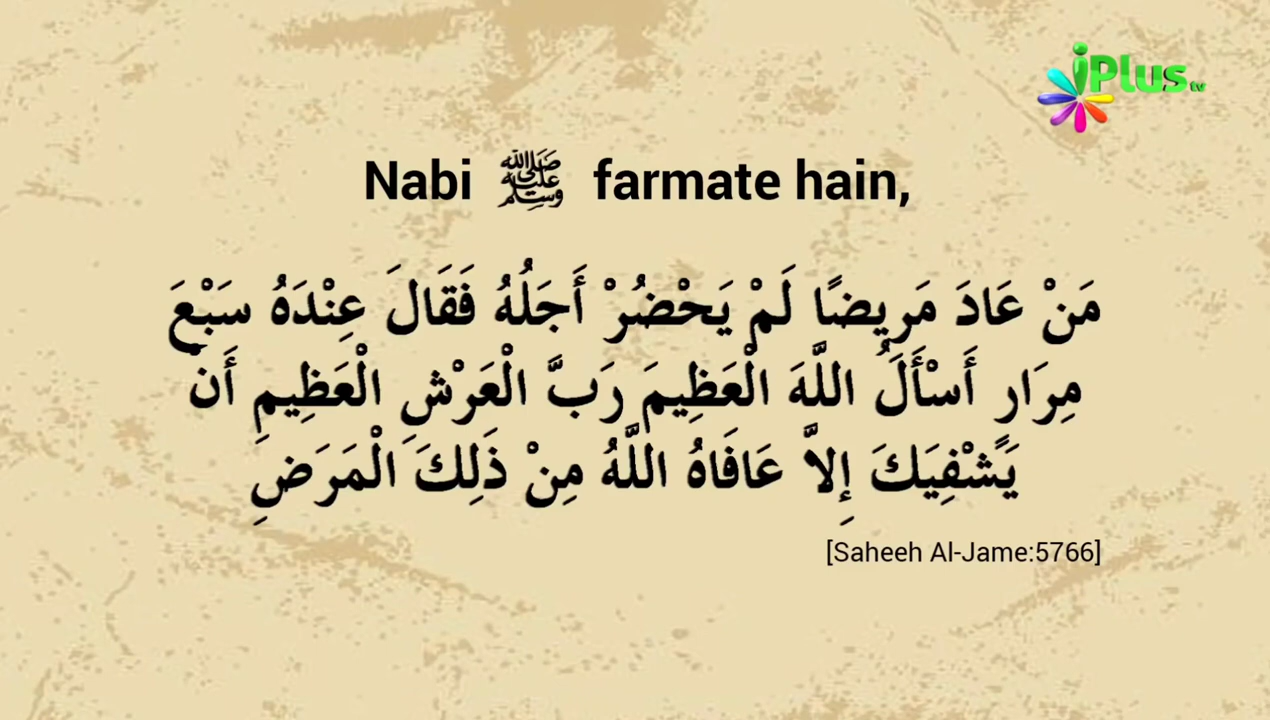 iPlus tv
Nabi ﷺ farmate hain,
مَنْ عَادَ مَرِيضًا لَمْ يَحْضُرْ أَجَلُهُ فَقَالَ عِنْدَهُ سَبْعَ
مِرَارٍ أَسْأَلُ اللَّهَ الْعَظِيمَ رَبَّ الْعَرْشِ الْعَظِيمِ أَنْ
يَشْفِيَكَ إِلاَّ عَافَاهُ اللَّهُ مِنْ ذَلِكَ الْمَرَضِ
[Saheeh Al-Jame:5766]